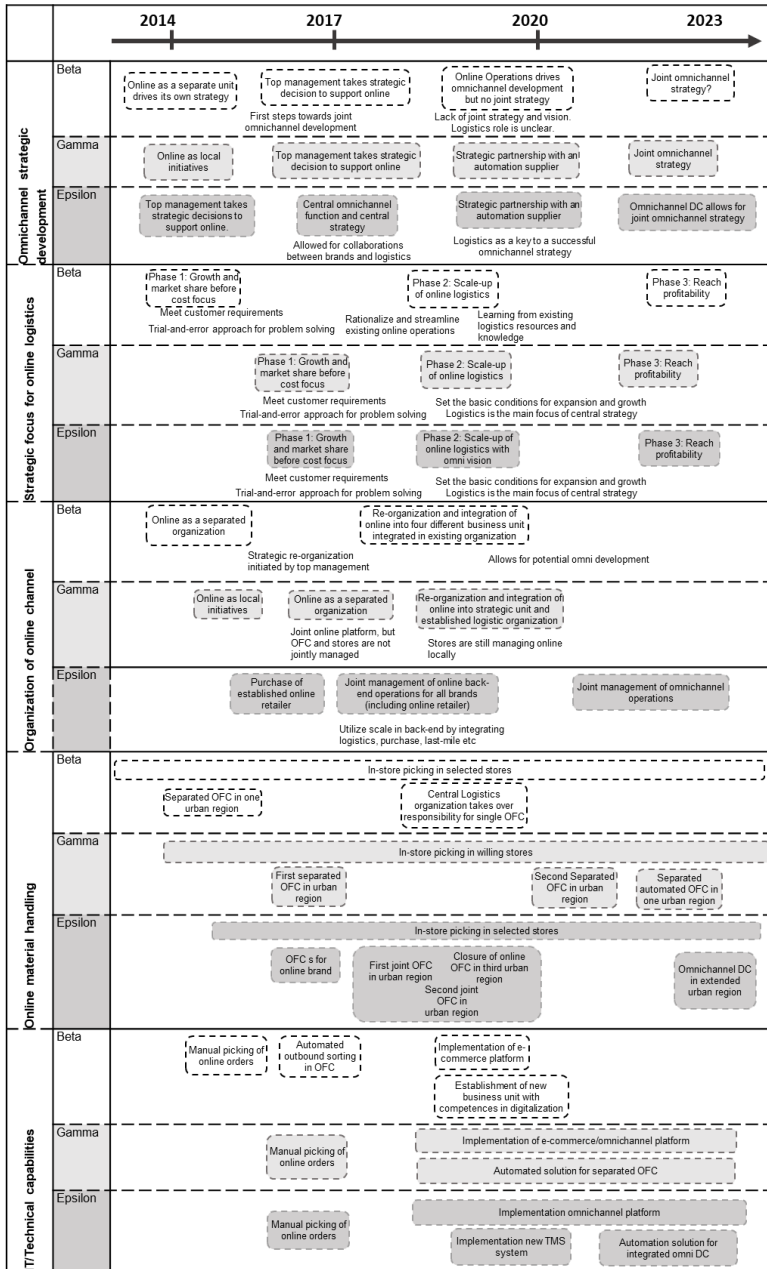 2014 2017 2020 2023
Omnichannel strategic
development
Beta
Online as a separate unit
drives its own strategy
Top management takes strategic
decision to support online
Online Operations drives
omnichannel development
but no joint strategy
Joint omnichannel
strategy?
First steps towards joint
omnichannel development
Lack of joint strategy and vision.
Logistics role is unclear.
Gamma
Online as local
initiatives
Top management takes strategic
decision to support online
Strategic partnership with an
automation supplier
Joint omnichannel
strategy
Epsilon
Top management takes
strategic decisions to
support online.
Central omnichannel
function and central
strategy
Strategic partnership with an
automation supplier
Omnichannel DC allows for
joint omnichannel strategy
Allowed for collaborations
between brands and logistics
Logistics as a key to a successful
omnichannel strategy
Strategic focus for online logistics
Beta
Phase 1: Growth and
market share before
cost focus
Phase 2: Scale-up
of online logistics
Phase 3: Reach
profitability
Meet customer requirements
Trial-and-error approach for problem solving
Rationalize and streamline
existing online operations
Learning from existing
logistics resources and
knowledge
Gamma
Phase 1: Growth and
market share before
cost focus
Phase 2: Scale-up
of online logistics
Phase 3: Reach
profitability
Meet customer requirements
Trial-and-error approach for problem solving
Set the basic conditions for expansion and growth
Logistics is the main focus of central strategy
Epsilon
Phase 1: Growth
and market share
before cost focus
Phase 2: Scale-up of
online logistics with
omni vision
Phase 3: Reach
profitability
Meet customer requirements
Trial-and-error approach for problem solving
Set the basic conditions for expansion and growth
Logistics is the main focus of central strategy
Organization of online channel
Beta
Online as a separated
organization
Re-organization and integration of
online into four different business unit
integrated in existing organization
Strategic re-organization
initiated by top management
Allows for potential omni development
Gamma
Online as local
initiatives
Online as a separated
organization
Re-organization and integration of
online into strategic unit and
established logistic organization
Joint online platform, but
OFC and stores are not
jointly managed
Stores are still managing online
locally
Epsilon
Purchase of
established online
retailer
Joint management of online back-
end operations for all brands
(including online retailer)
Joint management of omnichannel
operations
Utilize scale in back-end by integrating
logistics, purchase, last-mile etc
Online material handling
Beta
In-store picking in selected stores
Separated OFC in one
urban region
Central Logistics
organization takes over
responsibility for single OFC
Gamma
In-store picking in willing stores
First separated
OFC in urban
region
Second Separated
OFC in urban
region
Separated
automated OFC in
one urban region
Epsilon
In-store picking in selected stores
OFC s for
online brand
First joint OFC
in urban region
Closure of online
OFC in third urban
region
Second joint
OFC in
urban region
Omnichannel DC
in extended
urban region
IT/Technical capabilities
Beta
Manual picking of
online orders
Automated
outbound sorting
in OFC
Implementation of e-
commerce platform
Establishment of new
business unit with
competences in digitalization
Gamma
Manual picking of
online orders
Implementation of e-commerce/omnichannel platform
Automated solution for separated OFC
Epsilon
Manual picking of
online orders
Implementation omnichannel platform
Implementation new TMS
system
Automation solution for
integrated omni DC